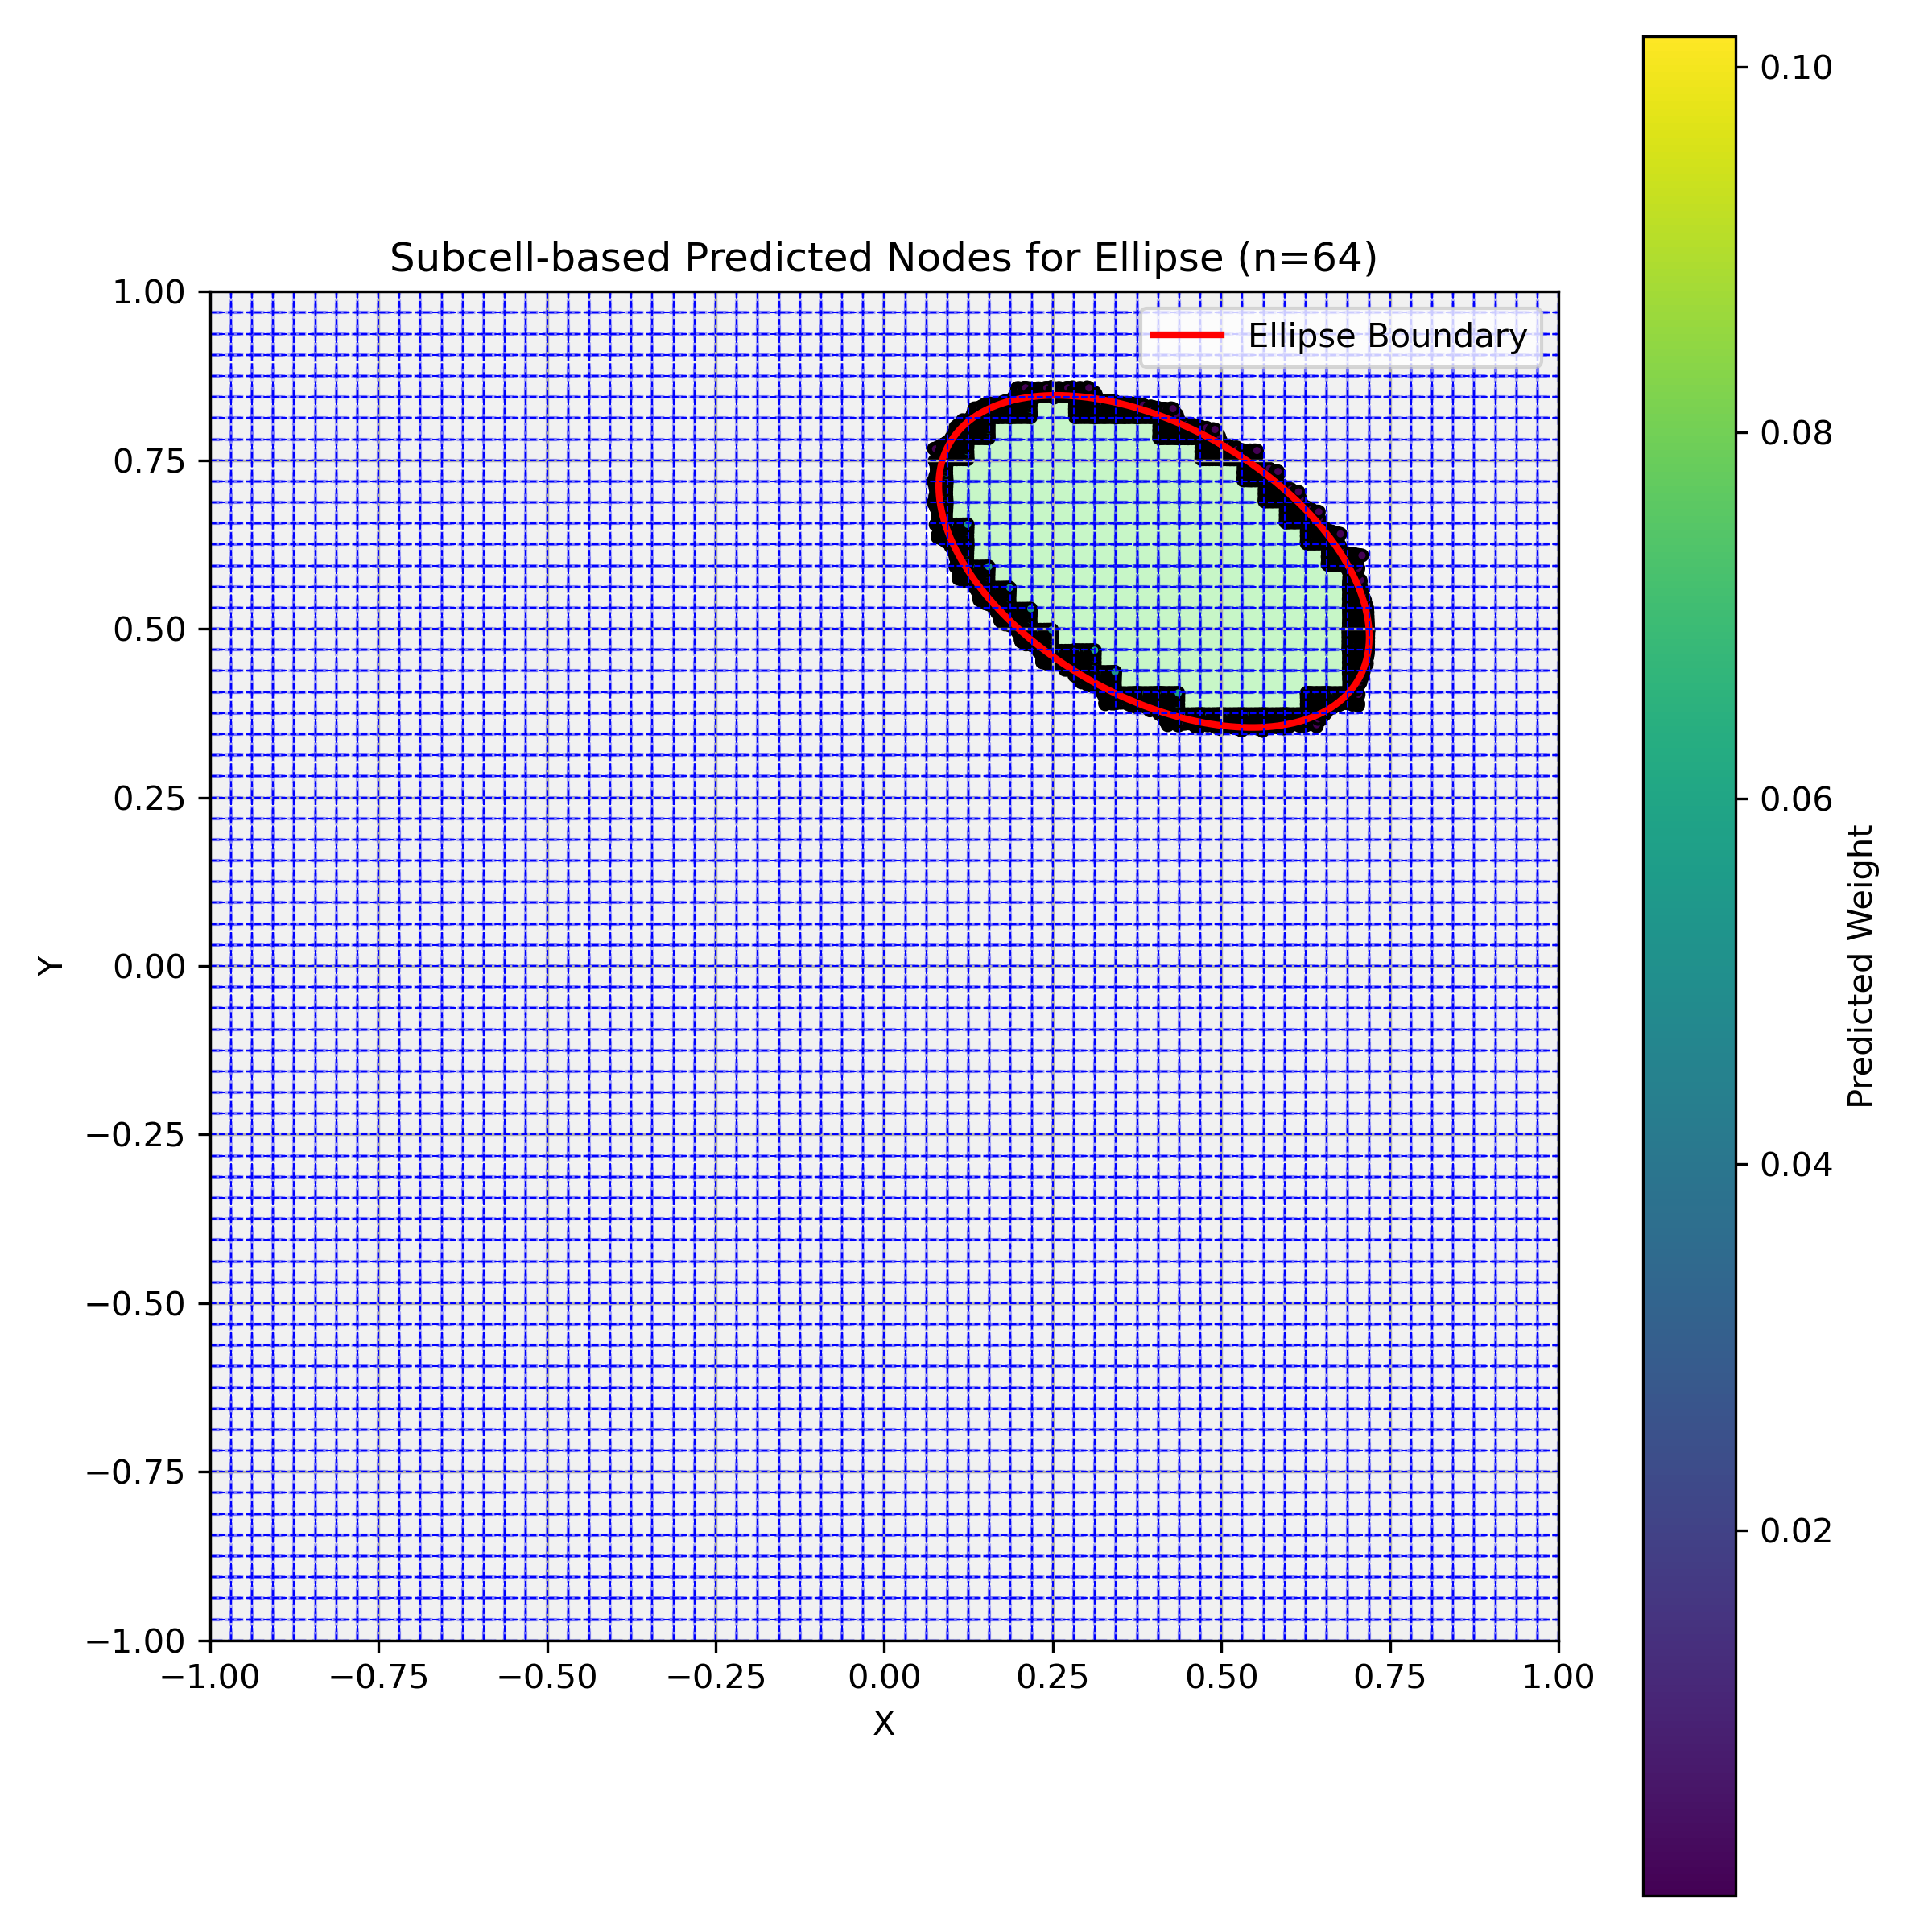 Subcell-based Predicted Nodes for Ellipse (n=64)
Ellipse Boundary
1.00
0.75
0.50
0.25
0.00
−0.25
−0.50
−0.75
−1.00
Y
−1.00 −0.75 −0.50 −0.25 0.00 0.25 0.50 0.75 1.00
X
0.10
0.08
0.06
0.04
0.02
Predicted Weight